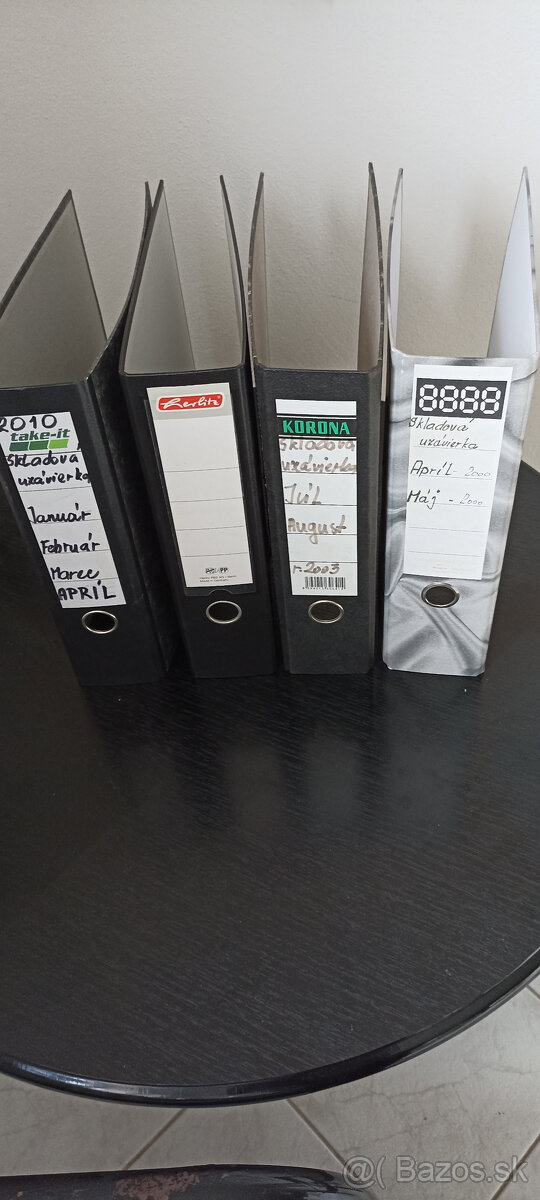 2010
take-it
Skladová
uzávierka
Január
Február
Marec
APRÍL
Herlitz
KORONA
Skladová
uzávierka
Júl
August
r. 2003
8888
Skladová
uzávierka
Apríl - 2000
Máj - 2000
@ Bazos.sk